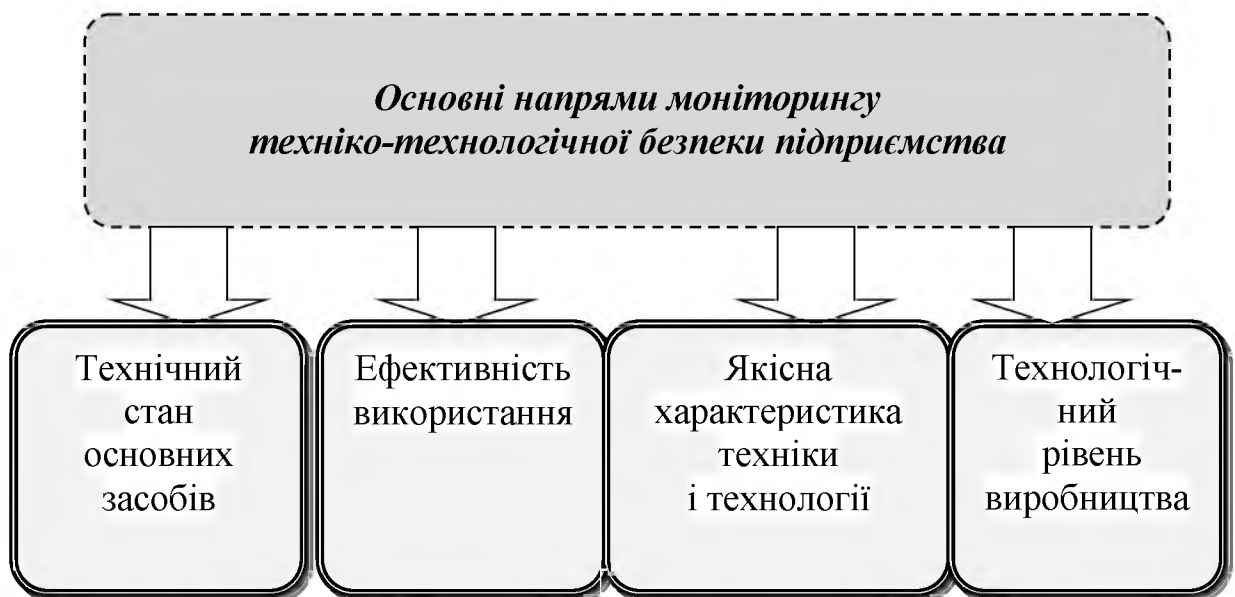 Основні напрями моніторингу
техніко-технологічної безпеки підприємства
Технічний
стан
основних
засобів
Ефективність
використання
Якісна
характеристика
техніки
і технології
Технологіч-
ний
рівень
виробництва